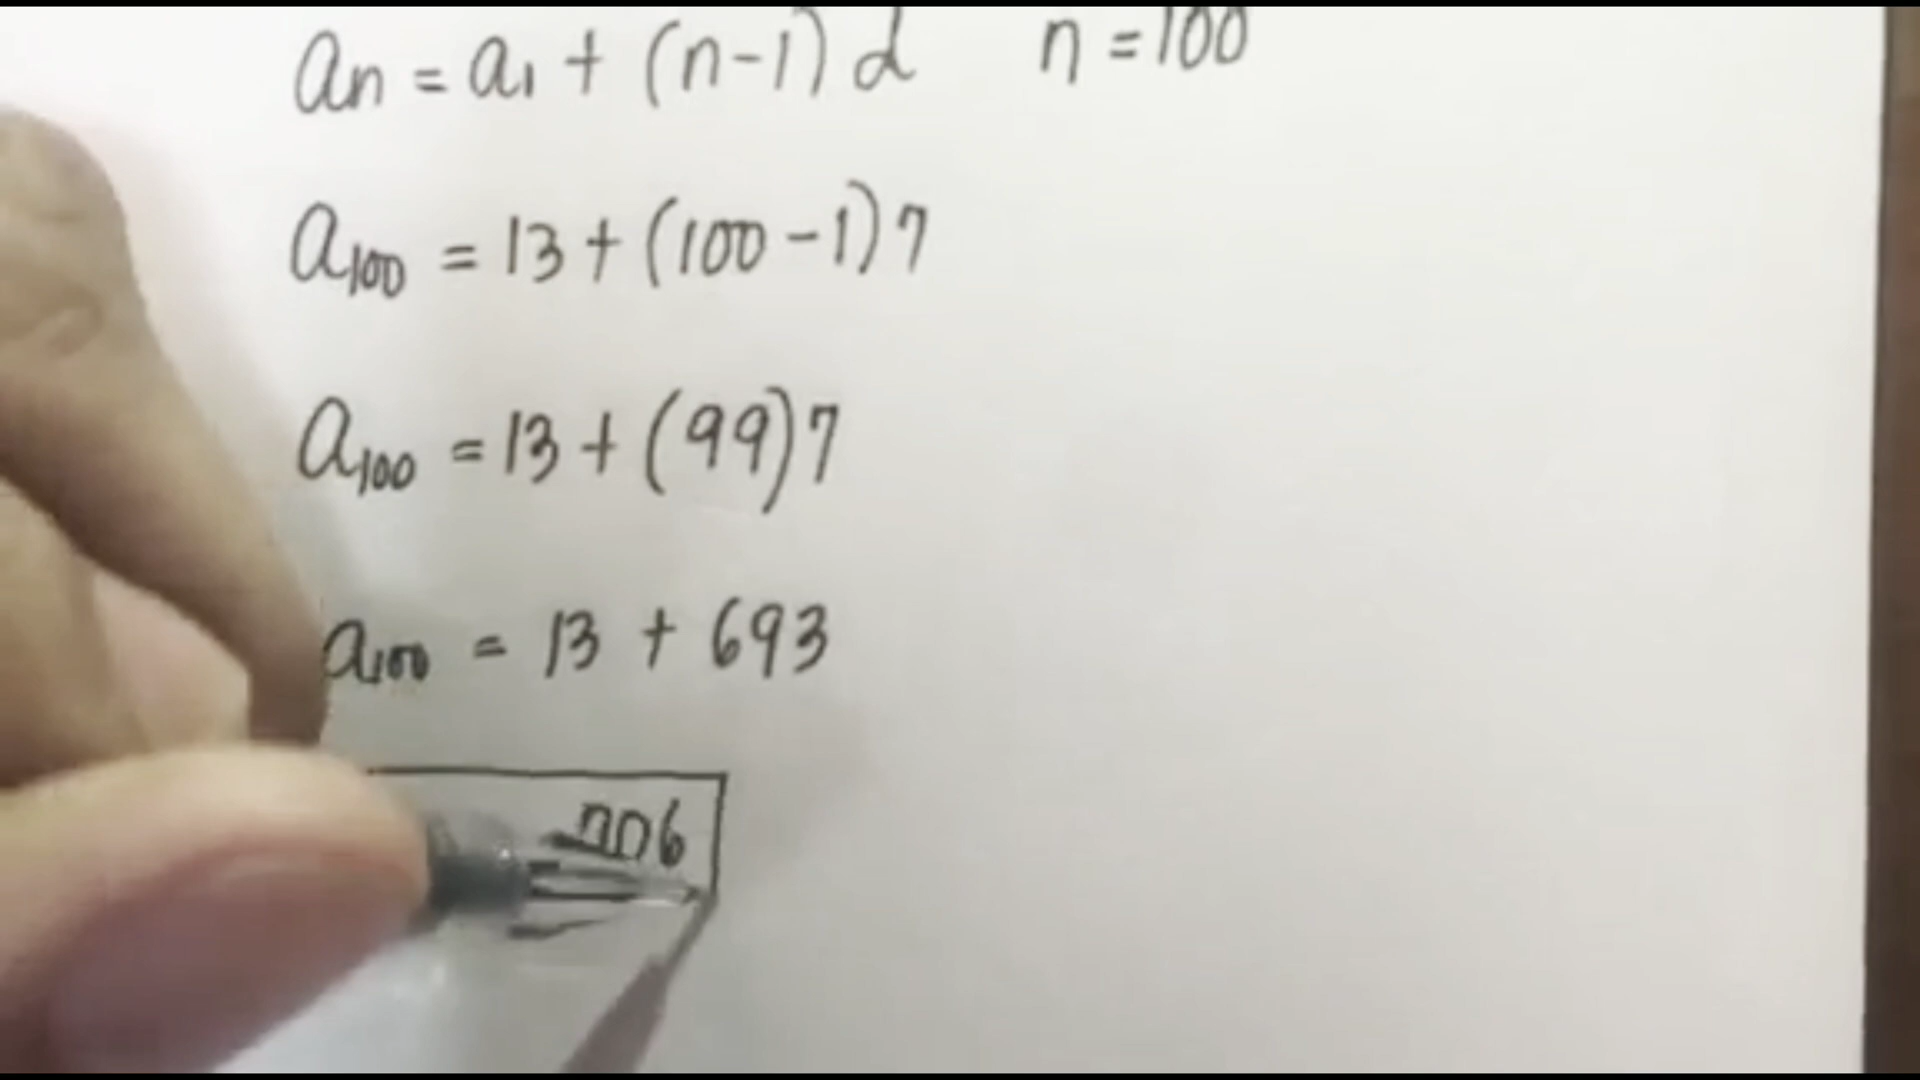 an = a₁ + (n-1) d n = 100
a₁₀₀ = 13 + (100 - 1) 7
a₁₀₀ = 13 + (99) 7
a₁₀₀ = 13 + 693
706